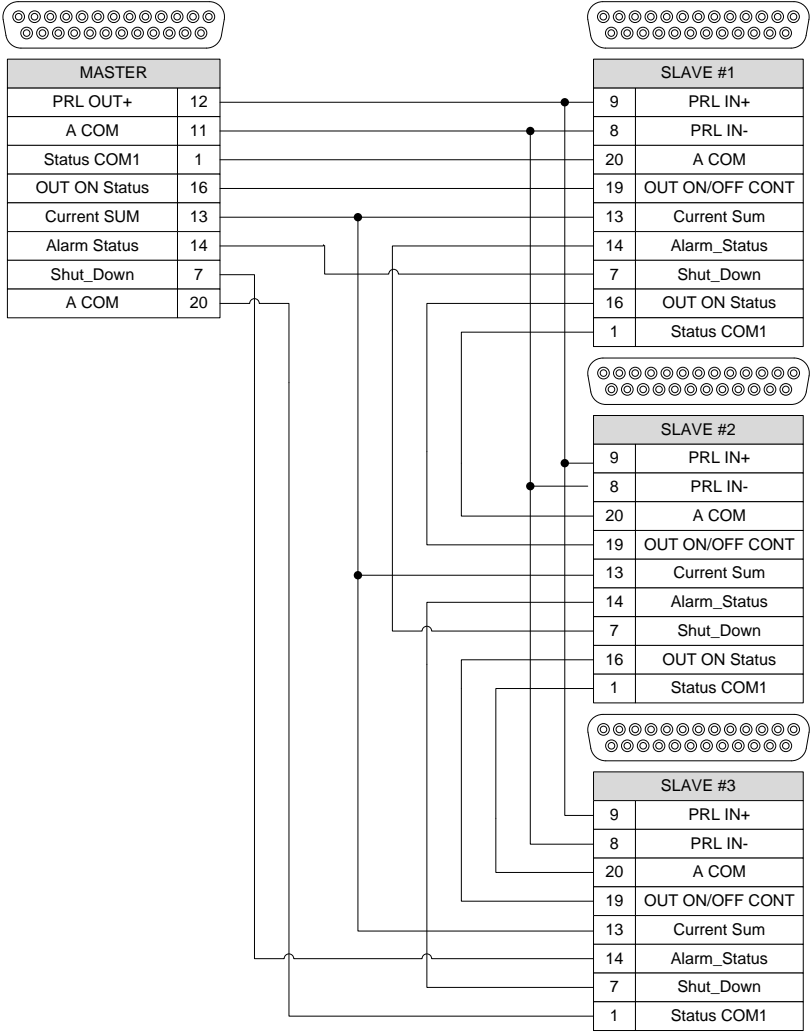 MASTER
PRL OUT+ 12
A COM 11
Status COM1 1
OUT ON Status 16
Current SUM 13
Alarm Status 14
Shut_Down 7
A COM 20
SLAVE #1
9 PRL IN+
8 PRL IN-
20 A COM
19 OUT ON/OFF CONT
13 Current Sum
14 Alarm_Status
7 Shut_Down
16 OUT ON Status
1 Status COM1
SLAVE #2
9 PRL IN+
8 PRL IN-
20 A COM
19 OUT ON/OFF CONT
13 Current Sum
14 Alarm_Status
7 Shut_Down
16 OUT ON Status
1 Status COM1
SLAVE #3
9 PRL IN+
8 PRL IN-
20 A COM
19 OUT ON/OFF CONT
13 Current Sum
14 Alarm_Status
7 Shut_Down
1 Status COM1